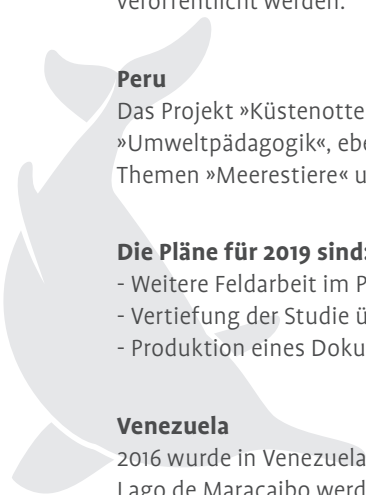 veröffentlicht werden.
Peru
Das Projekt »Küstenotte
»Umweltpädagogik«, ebe
Themen »Meerestiere« u
Die Pläne für 2019 sind:
- Weitere Feldarbeit im P
- Vertiefung der Studie ü
- Produktion eines Doku
Venezuela
2016 wurde in Venezuela
Lago de Maracaibo werd